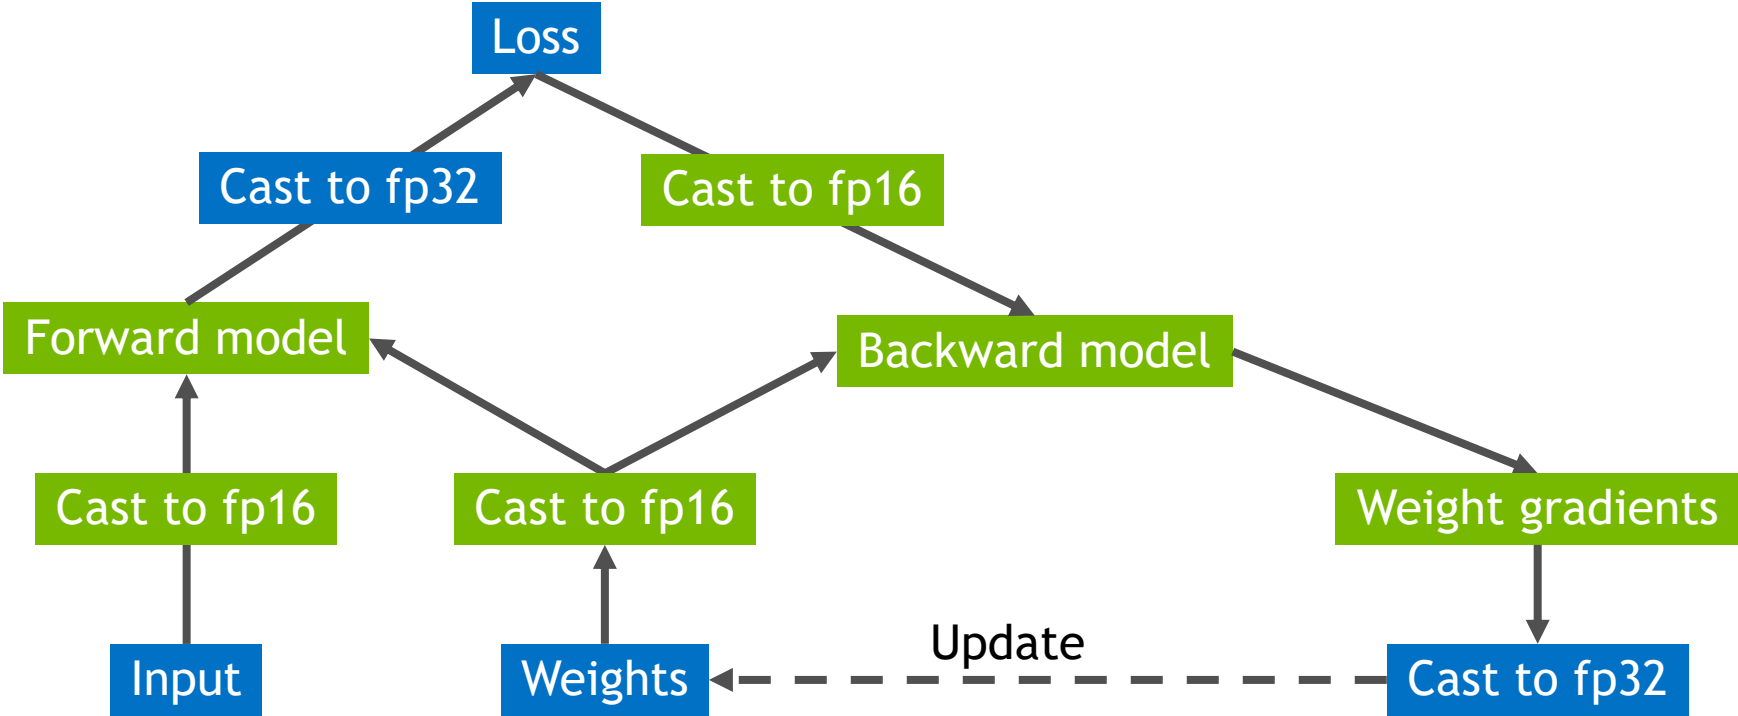 Loss
Cast to fp32
Cast to fp16
Forward model
Backward model
Cast to fp16
Cast to fp16
Weight gradients
Update
Input
Weights
Cast to fp32